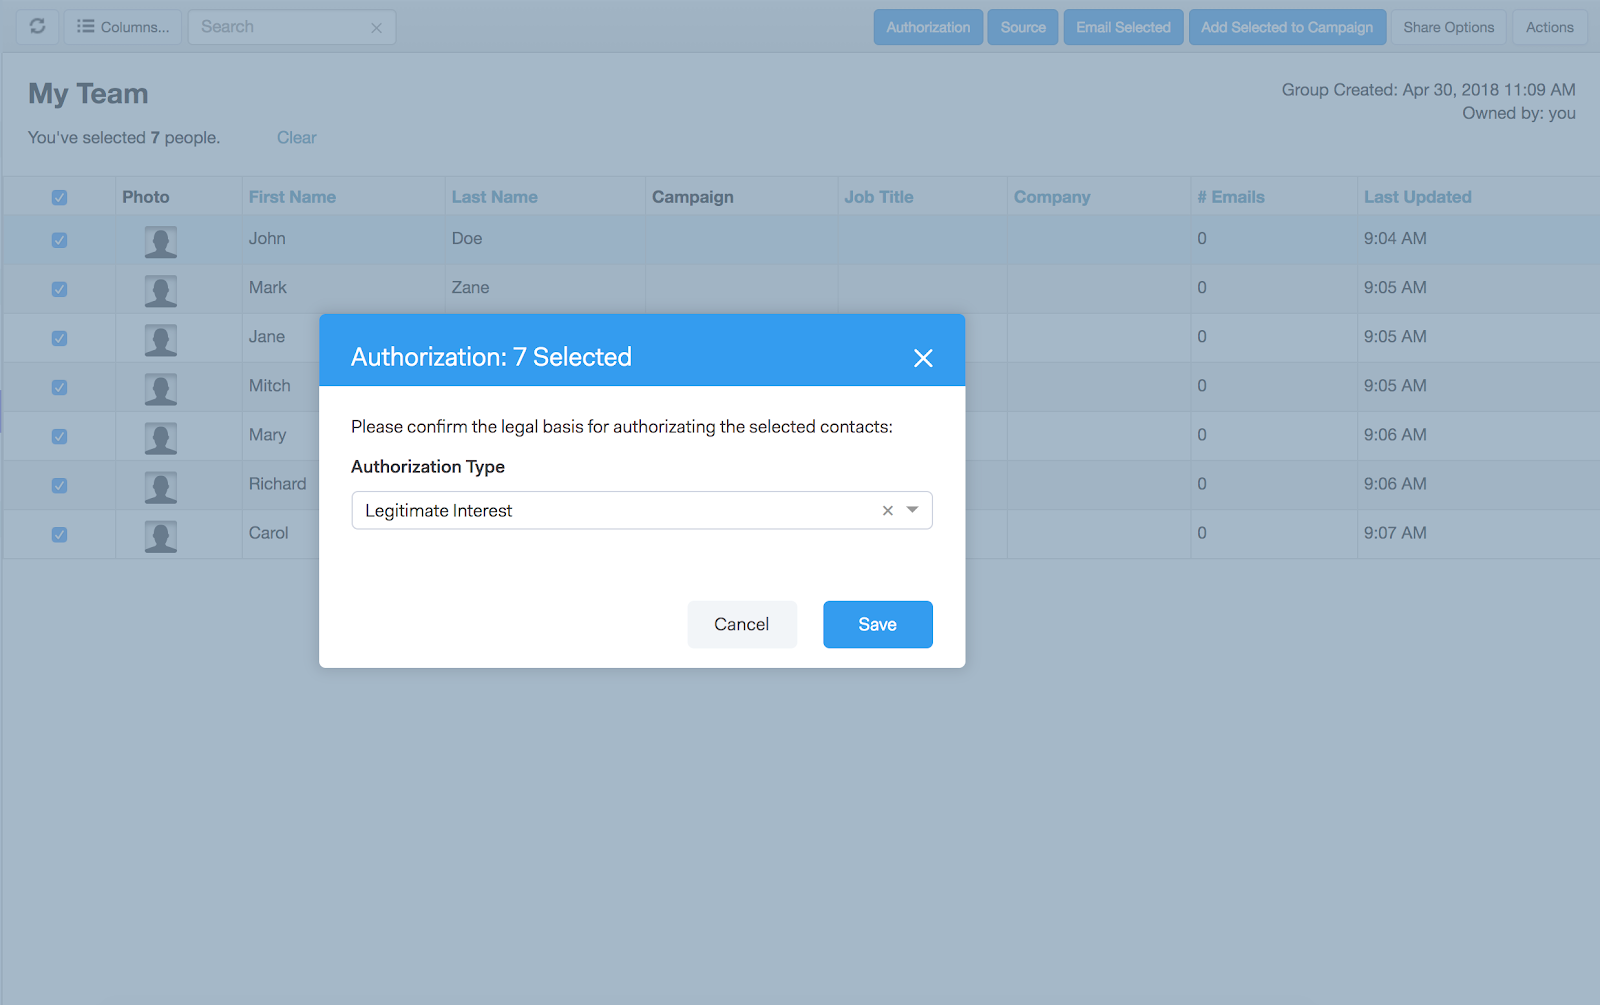 Columns... Search Authorization Source Email Selected Add Selected to Campaign Share Options Actions
My Team
Group Created: Apr 30, 2018 11:09 AM
Owned by: you
You've selected 7 people. Clear
Photo First Name Last Name Campaign Job Title Company # Emails Last Updated
John Doe 0 9:04 AM
Mark Zane 0 9:05 AM
Jane 0 9:05 AM
Mitch 0 9:05 AM
Mary 0 9:06 AM
Richard 0 9:06 AM
Carol 0 9:07 AM
Authorization: 7 Selected
Please confirm the legal basis for authorizating the selected contacts:
Authorization Type
Legitimate Interest
Cancel Save